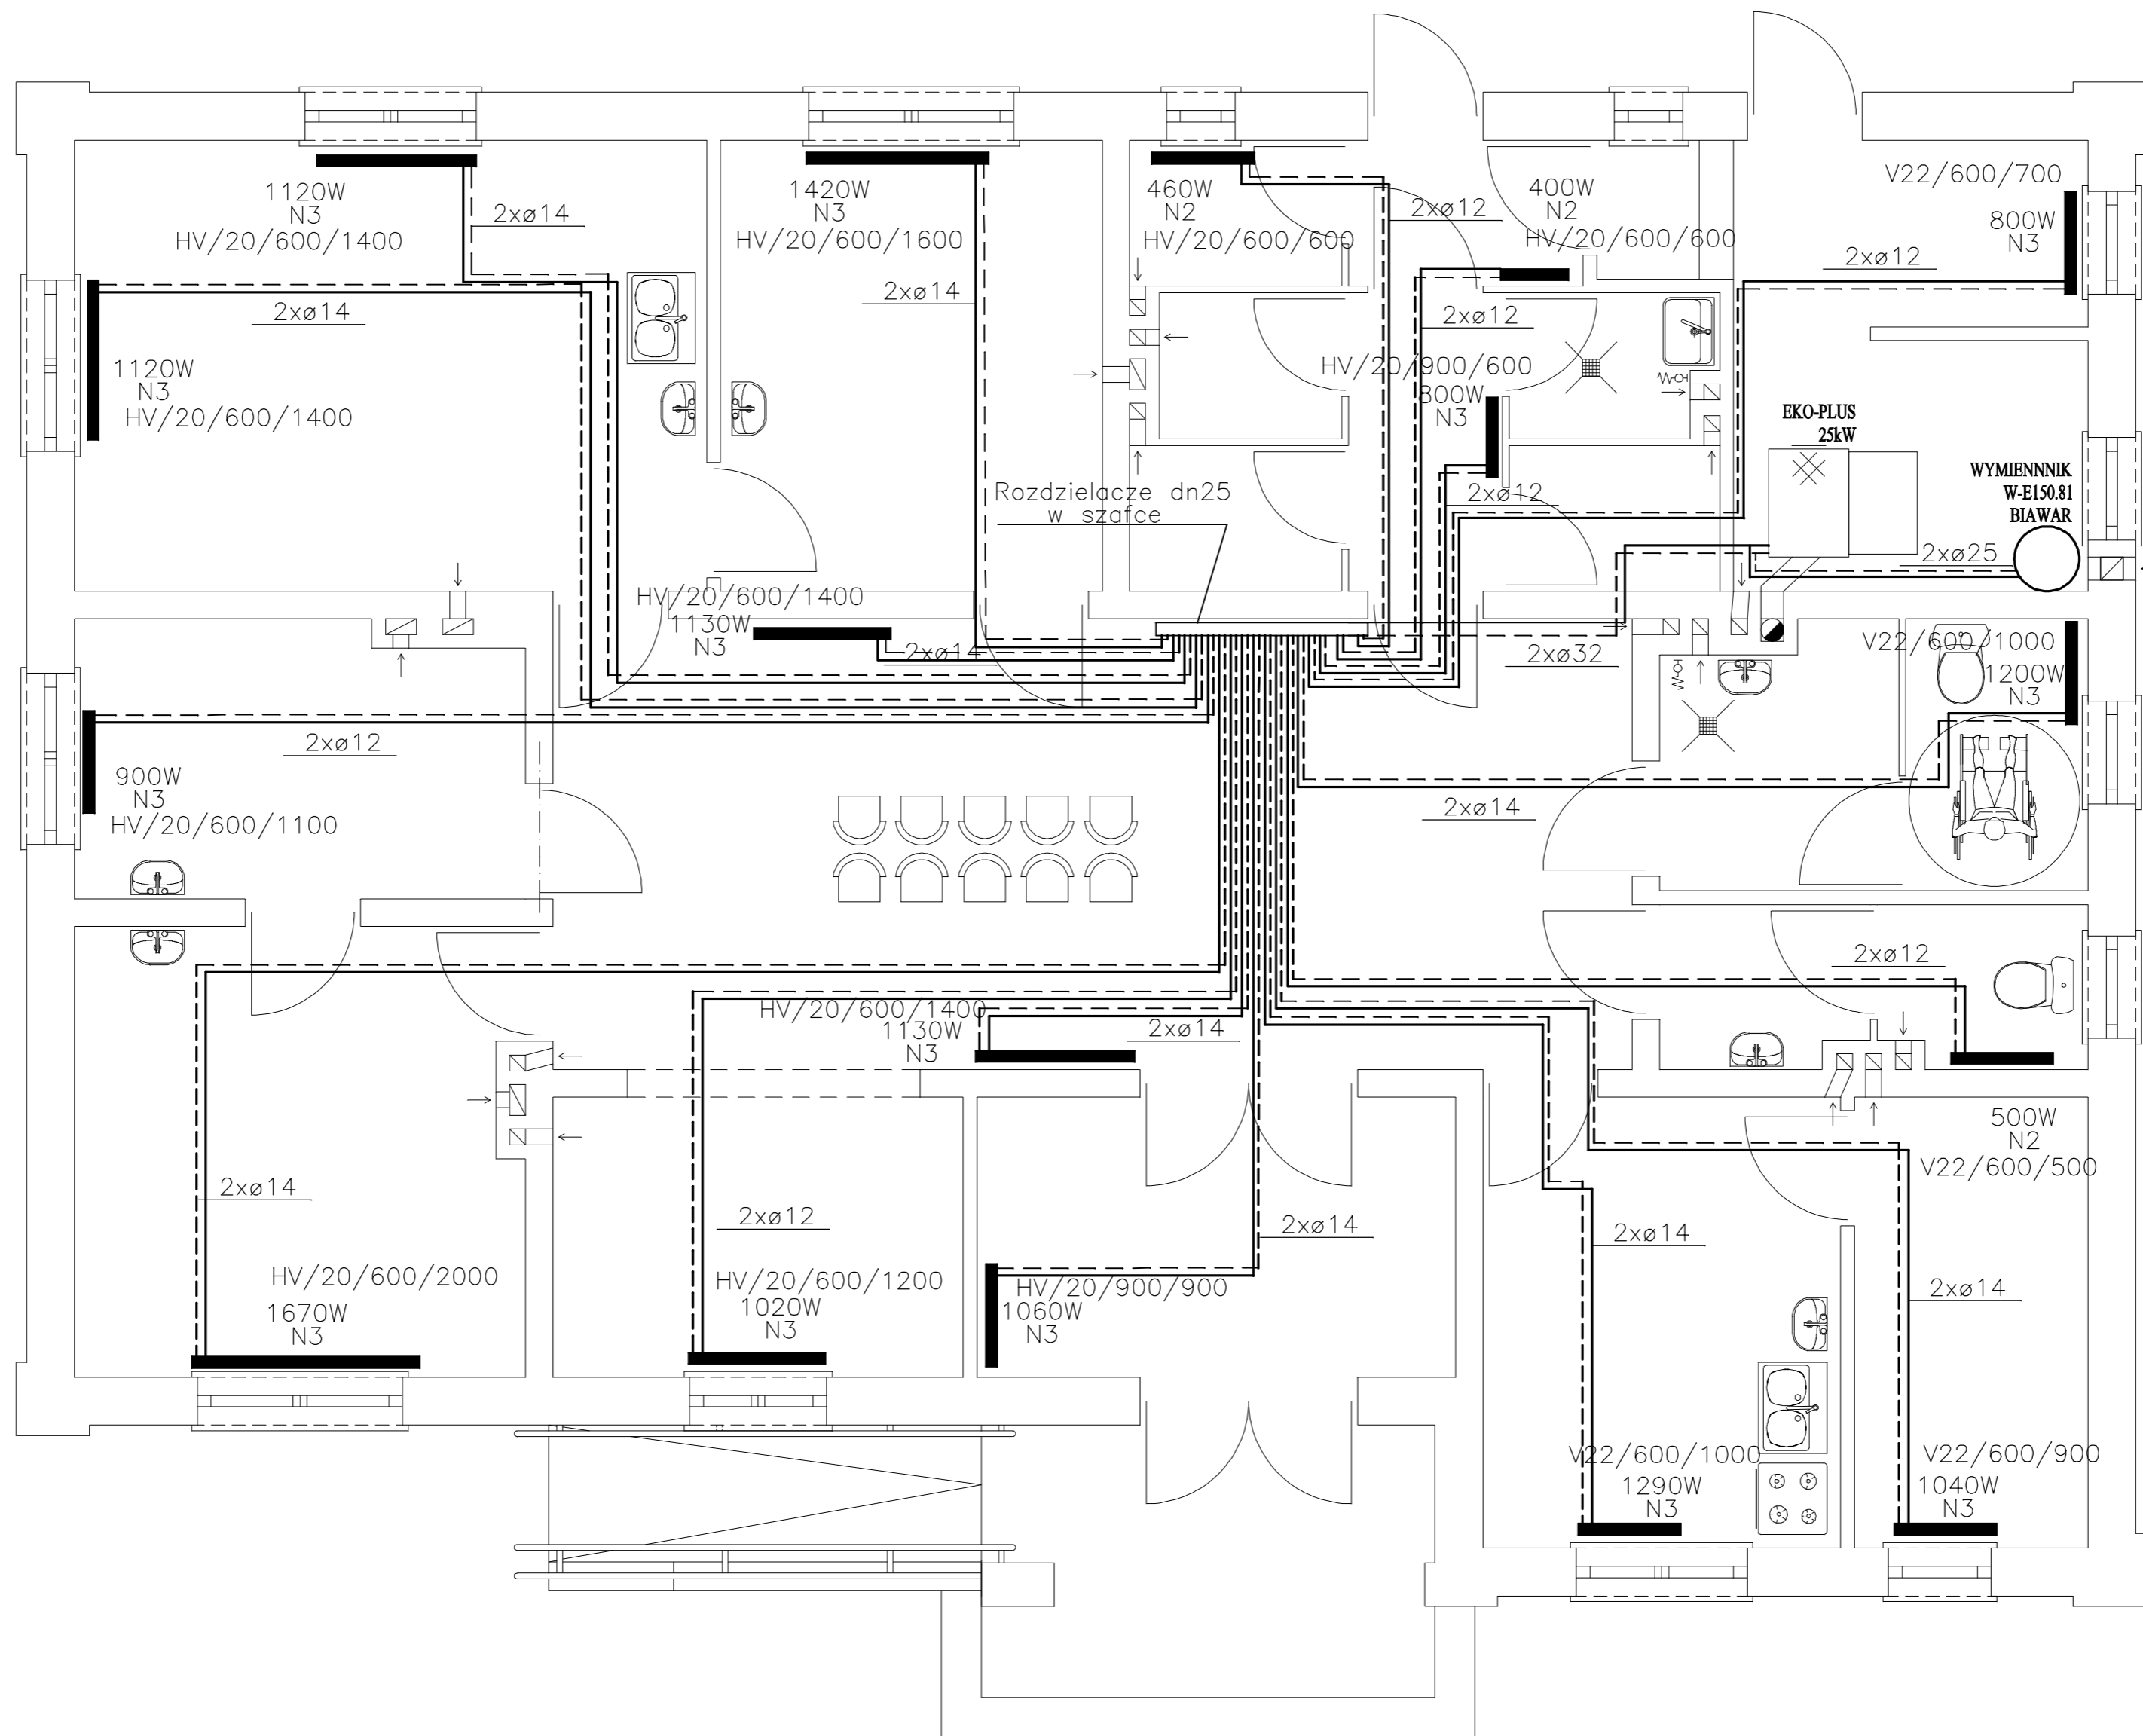 1120W
N3
HV/20/600/1400
2xø14
1420W
N3
HV/20/600/1600
2xø14
460W
N2
HV/20/600/600
2xø12
400W
N2
HV/20/600/600
V22/600/700
800W
N3
2xø12
2xø14
1120W
N3
HV/20/600/1400
2xø12
HV/20/900/600
800W
N3
2xø12
EKO-PLUS
25kW
WYMIENNNIK
W-E150.81
BIAWAR
2xø25
Rozdzielacze dn25
w szafce
HV/20/600/1400
1130W
N3
2xø14
2xø32
V22/600/1000
1200W
N3
2xø12
900W
N3
HV/20/600/1100
2xø14
2xø12
HV/20/600/1400
1130W
N3
2xø14
500W
N2
V22/600/500
2xø14
HV/20/600/2000
1670W
N3
2xø12
HV/20/600/1200
1020W
N3
2xø14
HV/20/900/900
1060W
N3
2xø14
2xø14
V22/600/1000
1290W
N3
V22/600/900
1040W
N3